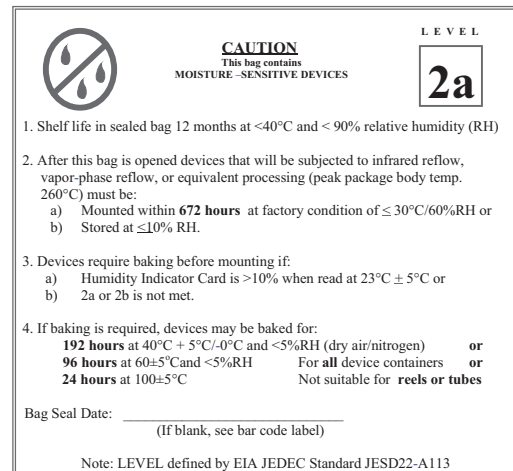 LEVEL
CAUTION
This bag contains
MOISTURE –SENSITIVE DEVICES
2a
1. Shelf life in sealed bag 12 months at <40°C and < 90% relative humidity (RH)
2. After this bag is opened devices that will be subjected to infrared reflow,
vapor-phase reflow, or equivalent processing (peak package body temp.
260°C) must be:
a) Mounted within 672 hours at factory condition of ≤ 30°C/60%RH or
b) Stored at ≤10% RH.
3. Devices require baking before mounting if:
a) Humidity Indicator Card is >10% when read at 23°C ± 5°C or
b) 2a or 2b is not met.
4. If baking is required, devices may be baked for:
192 hours at 40°C + 5°C/-0°C and <5%RH (dry air/nitrogen) or
96 hours at 60±5°Cand <5%RH For all device containers or
24 hours at 100±5°C Not suitable for reels or tubes
Bag Seal Date: ______________________________
(If blank, see bar code label)
Note: LEVEL defined by EIA JEDEC Standard JESD22-A113